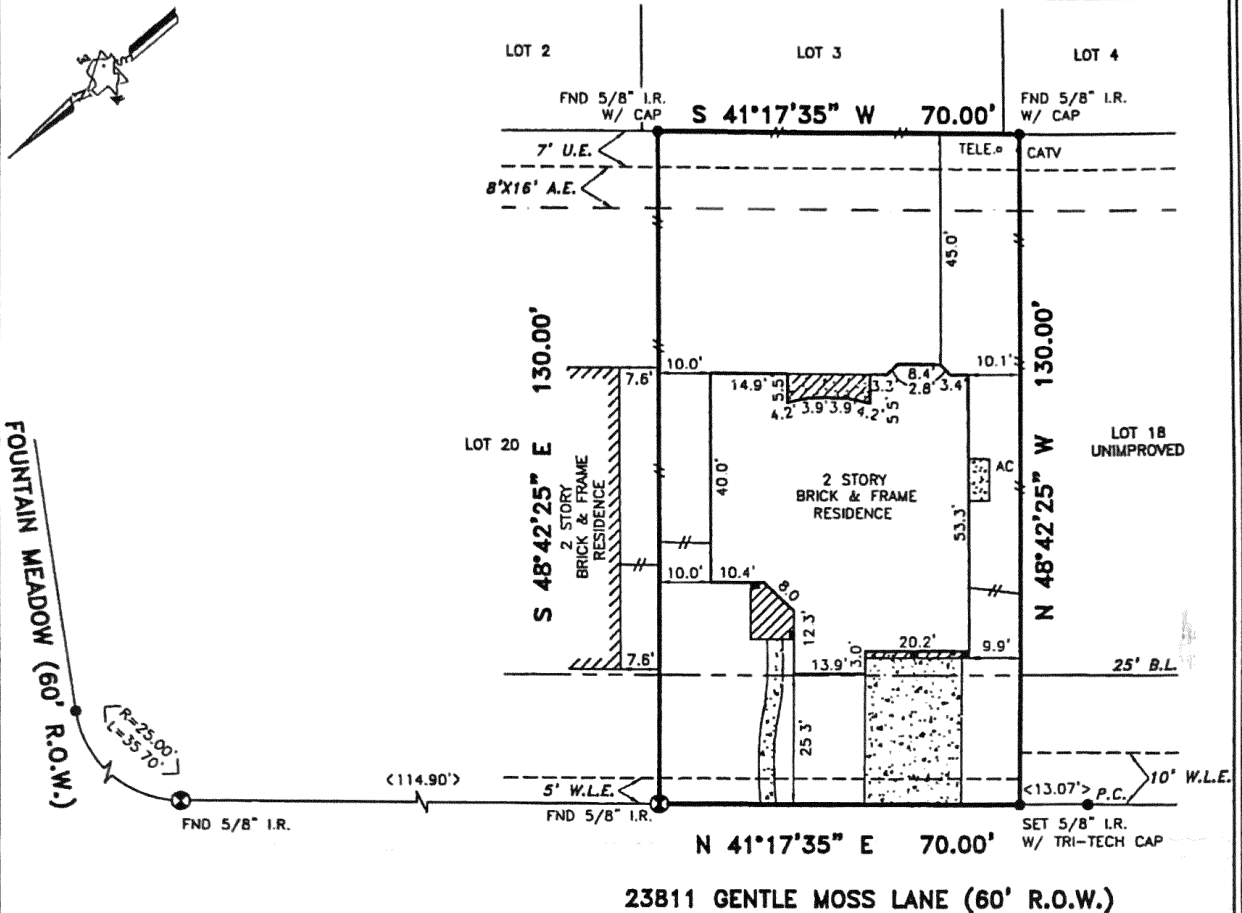 LOT 2
LOT 3
LOT 4
FND 5/8" I.R.
W/ CAP
S 41°17'35" W 70.00'
FND 5/8" I.R.
W/ CAP
7' U.E.
TELE.
CATV
8'X16' A.E.
45.0'
S 48°42'25" E 130.00'
N 48°42'25" W 130.00'
7.6'
10.0'
14.9'
5.5'
4.2'
3.9'
3.9'
4.2'
5.5'
3.3'
8.4'
2.8'
3.4'
10.1'
LOT 20
2 STORY
BRICK & FRAME
RESIDENCE
40.0'
2 STORY
BRICK & FRAME
RESIDENCE
AC
53.3'
LOT 18
UNIMPROVED
FOUNTAIN MEADOW (60' R.O.W.)
10.0'
10.4'
8.0
12.3'
7.6'
13.9'
3.0'
20.2'
9.9'
25' B.L.
R=25.00'
L=35.70'
25.3'
<114.90'>
5' W.L.E.
10' W.L.E.
<13.07'>
P.C.
FND 5/8" I.R.
FND 5/8" I.R.
N 41°17'35" E 70.00'
SET 5/8" I.R.
W/ TRI-TECH CAP
23811 GENTLE MOSS LANE (60' R.O.W.)